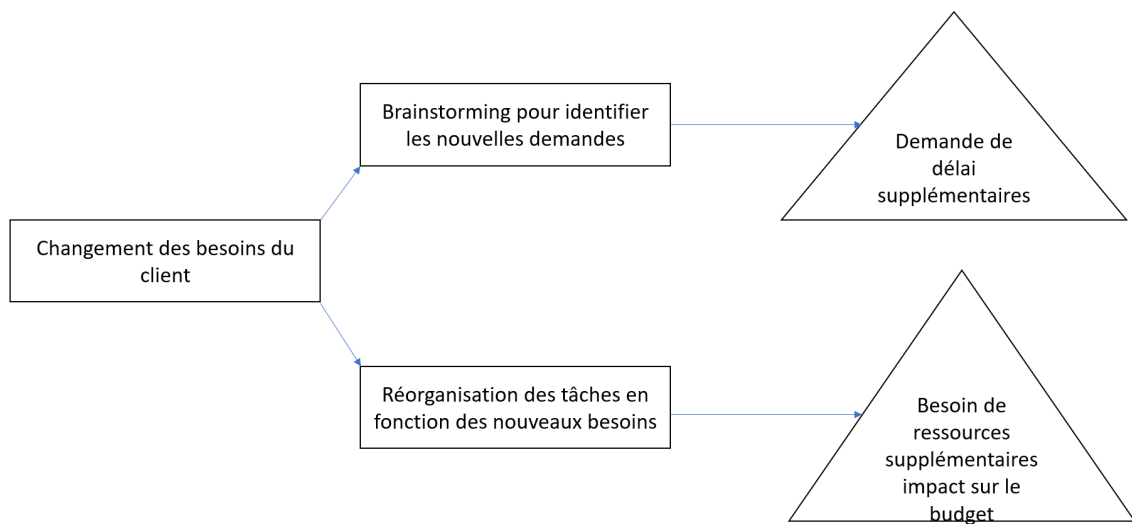 Brainstorming pour identifier
les nouvelles demandes
Demande de
délai
supplémentaires
Changement des besoins du
client
Réorganisation des tâches en
fonction des nouveaux besoins
Besoin de
ressources
supplémentaires
impact sur le
budget